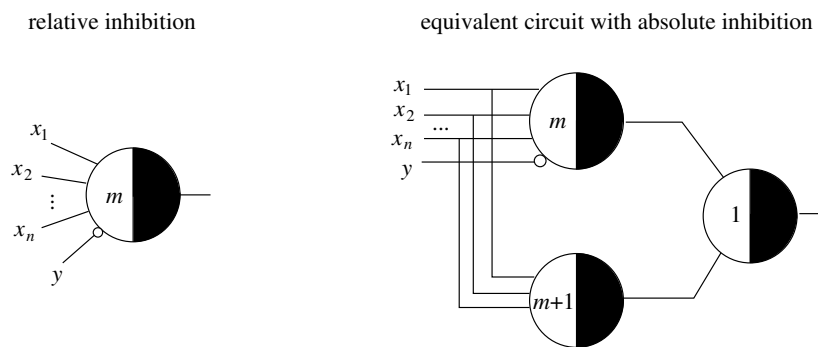 relative inhibition
x1
x2
⋮
xn
y
m
equivalent circuit with absolute inhibition
x1
x2
...
xn
y
m
m+1
1